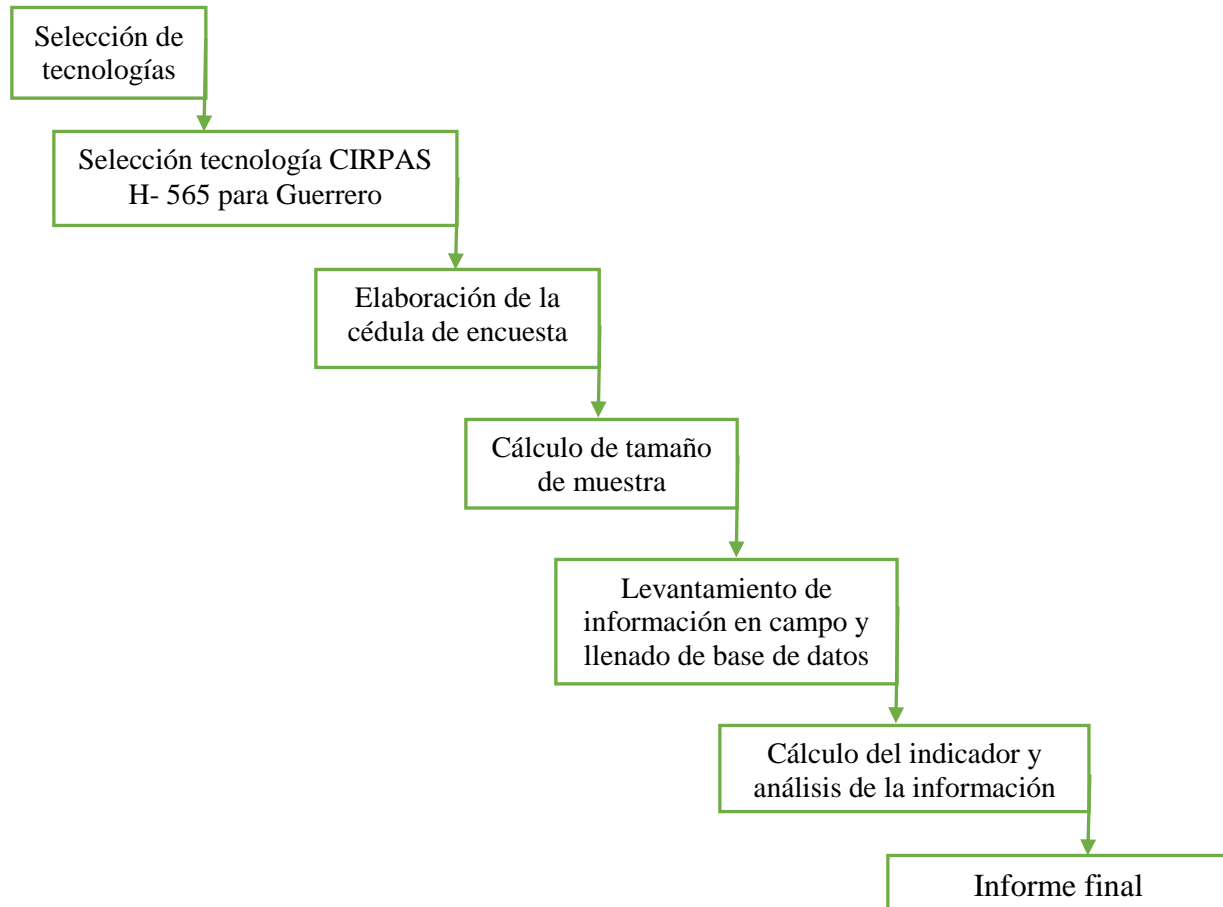 Selección de
tecnologías
Selección tecnología CIRPAS
H- 565 para Guerrero
Elaboración de la
cédula de encuesta
Cálculo de tamaño
de muestra
Levantamiento de
información en campo y
llenado de base de datos
Cálculo del indicador y
análisis de la información
Informe final